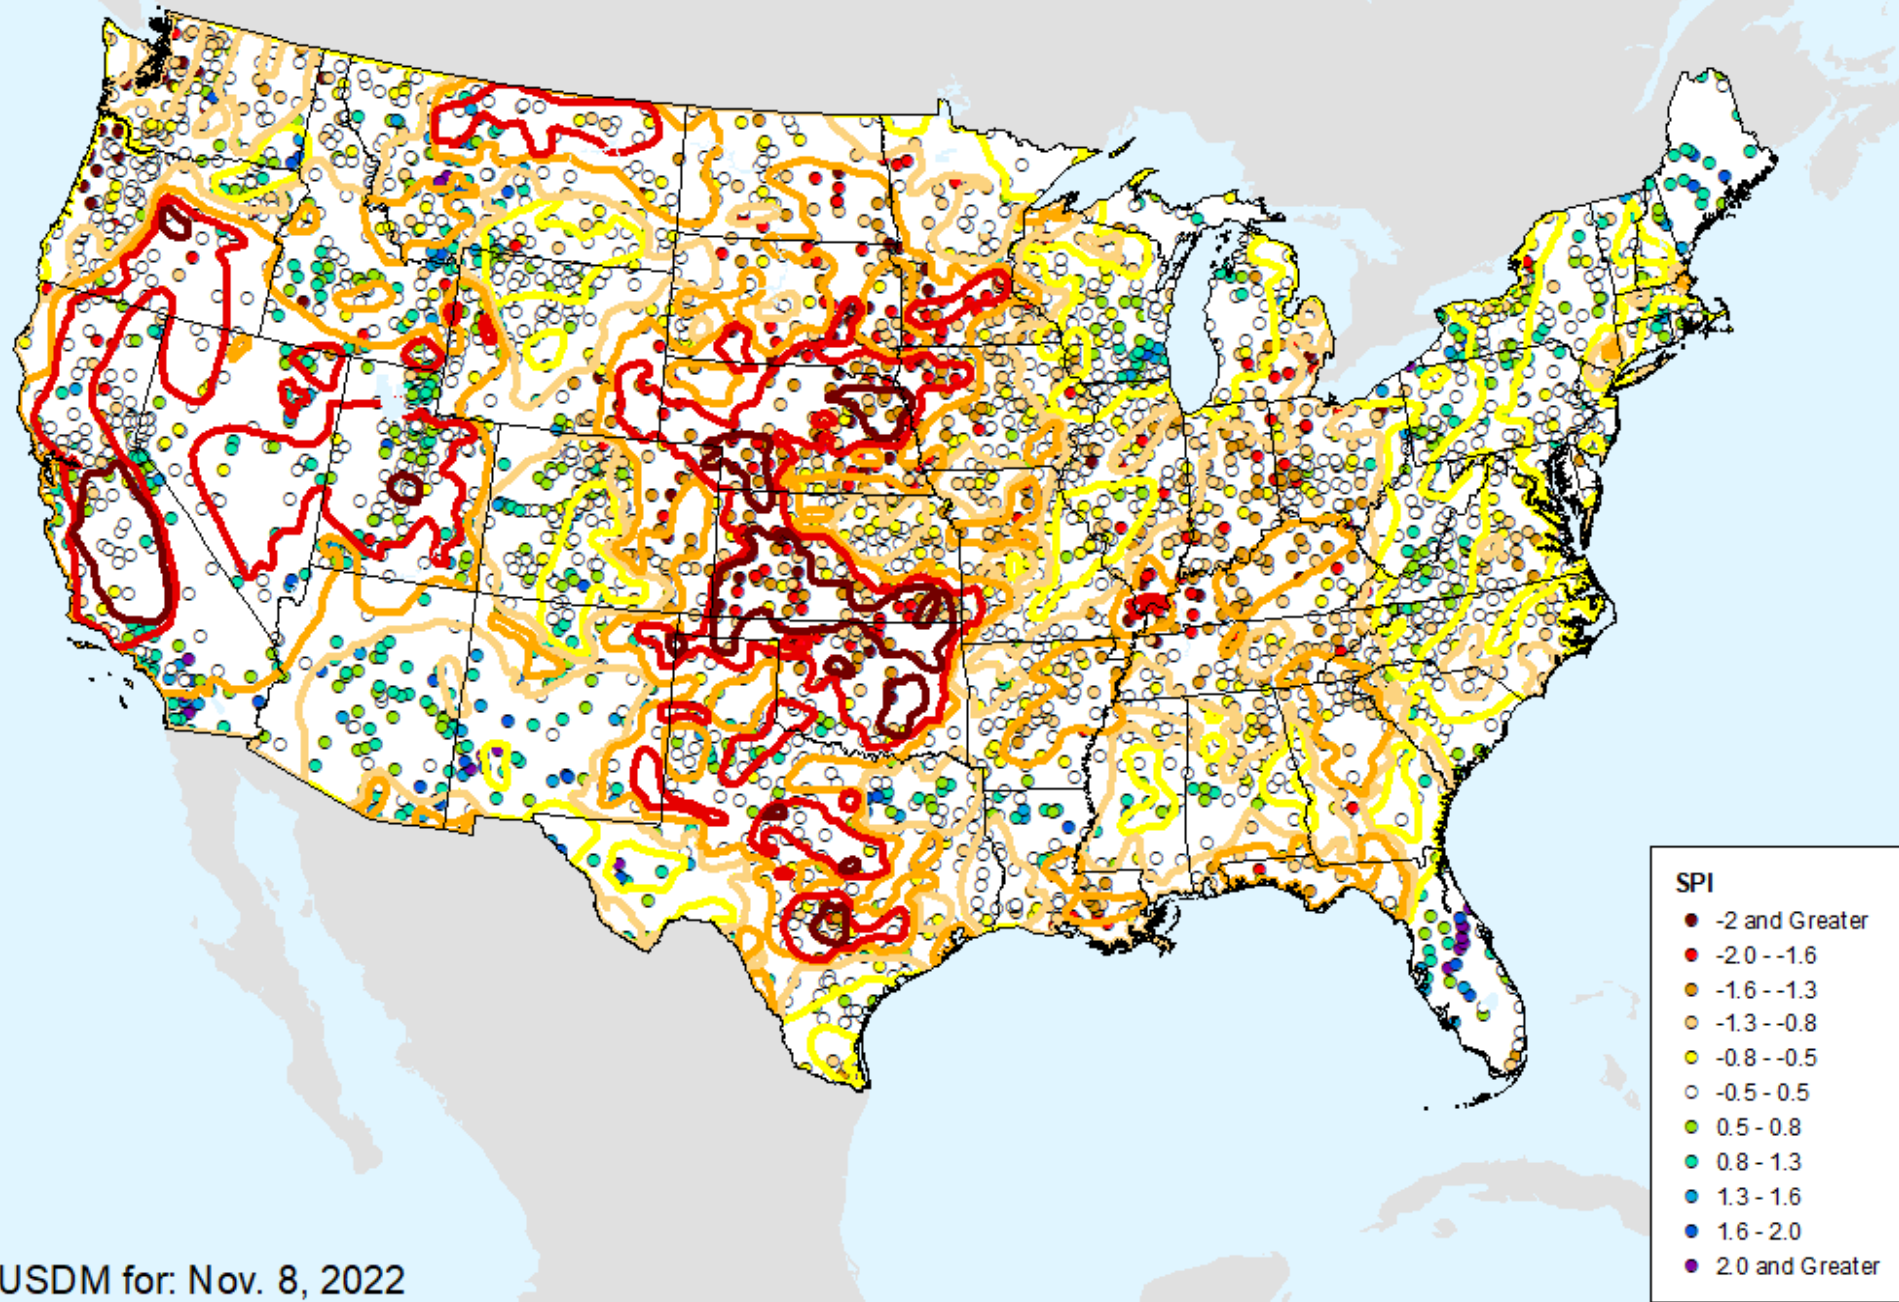 SPI
-2 and Greater
-2.0 - -1.6
-1.6 - -1.3
-1.3 - -0.8
-0.8 - -0.5
-0.5 - 0.5
0.5 - 0.8
0.8 - 1.3
1.3 - 1.6
1.6 - 2.0
2.0 and Greater
USDM for: Nov. 8, 2022